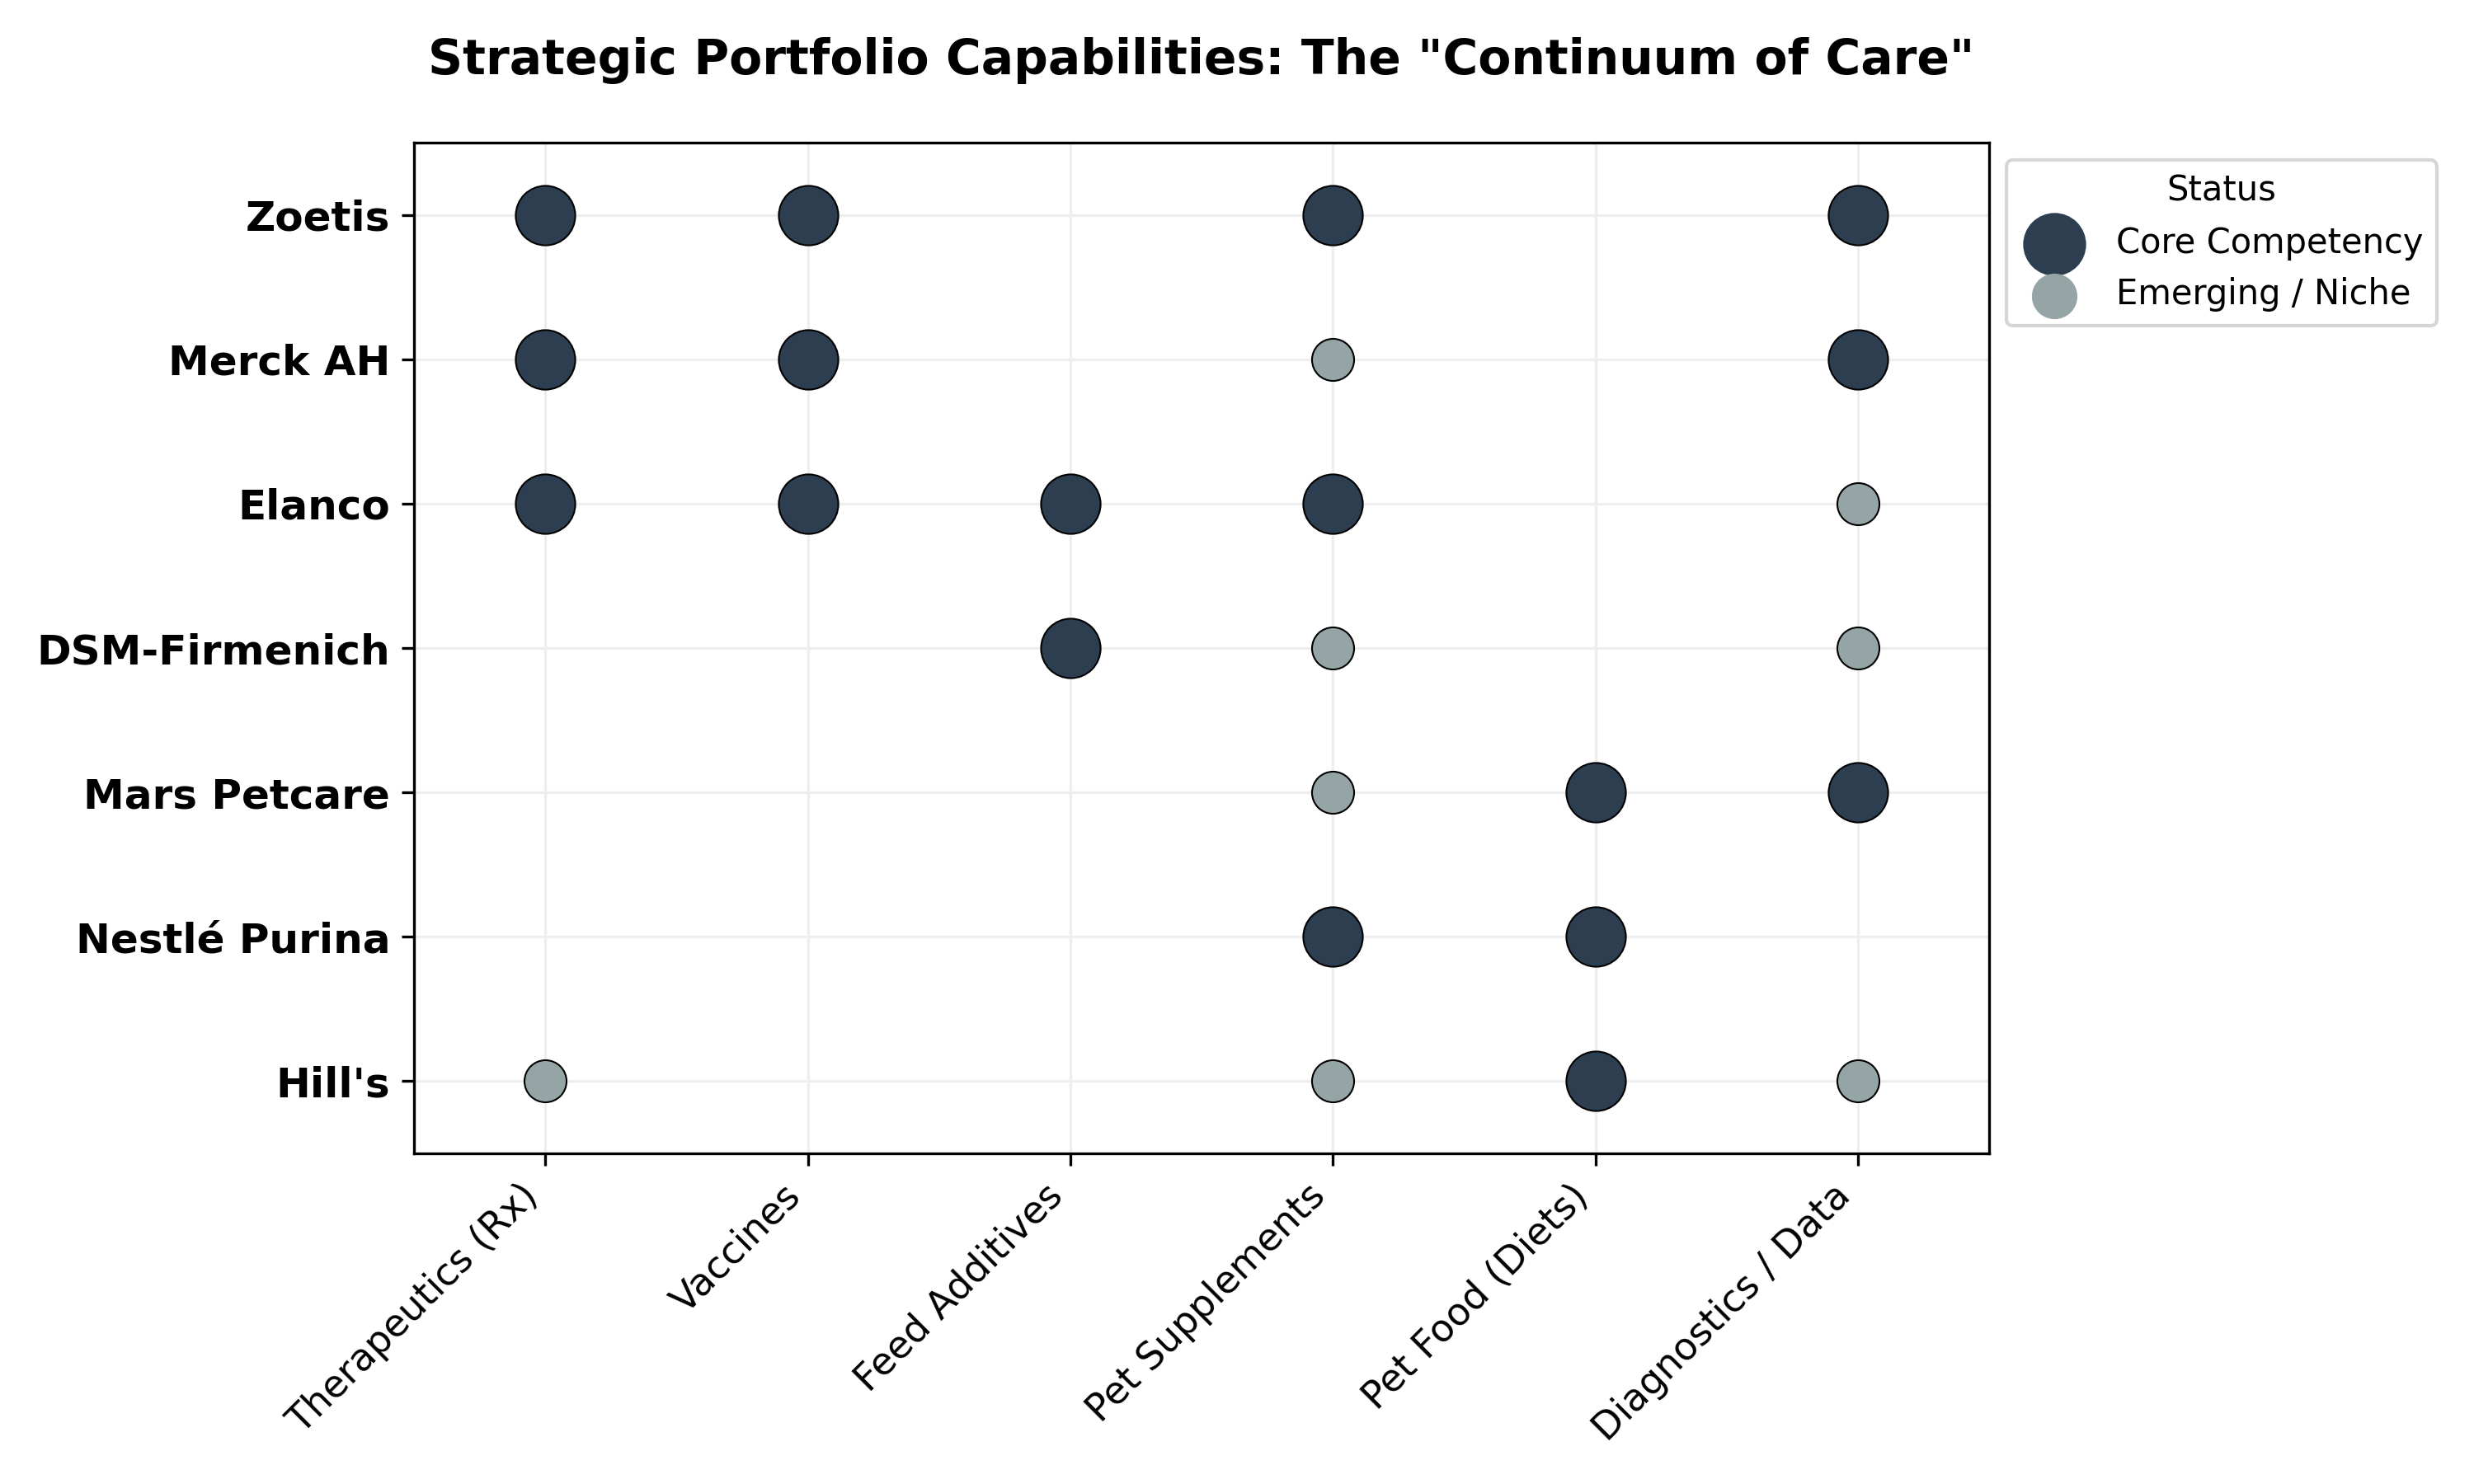 Strategic Portfolio Capabilities: The "Continuum of Care"
Status
Core Competency
Emerging / Niche
Zoetis
Merck AH
Elanco
DSM-Firmenich
Mars Petcare
Nestlé Purina
Hill's
Therapeutics (Rx)
Vaccines
Feed Additives
Pet Supplements
Pet Food (Diets)
Diagnostics / Data